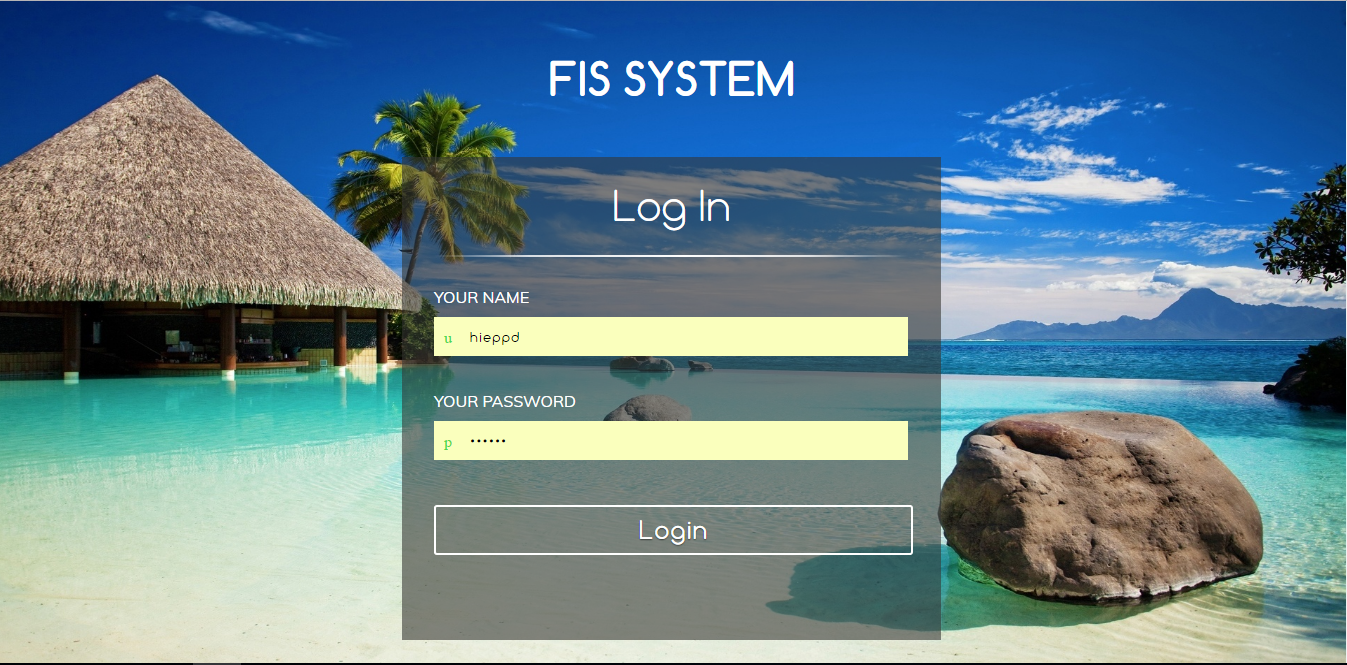 FIS SYSTEM
Log In
YOUR NAME
u hieppd
YOUR PASSWORD
p ••••••
Login